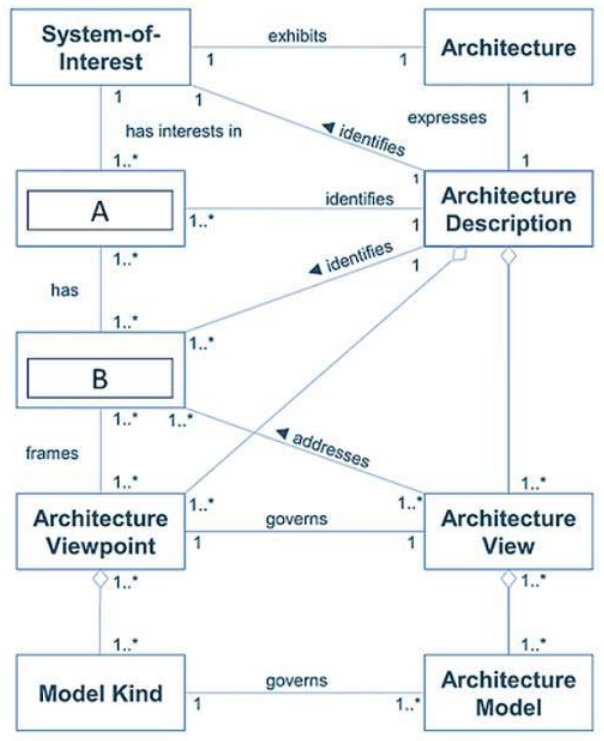 System-of-
Interest
exhibits
Architecture
1
1
1
1
1
has interests in
expresses
identifies
1..*
1
1
A
identifies
Architecture
Description
1..*
1
1..*
identifies
1
has
1..*
1..*
B
1..*
1..*
frames
addresses
1..*
1..*
1..*
1..*
Architecture
Viewpoint
governs
Architecture
View
1
1
1..*
1..*
1..*
1..*
Model Kind
governs
Architecture
Model
1
1..*